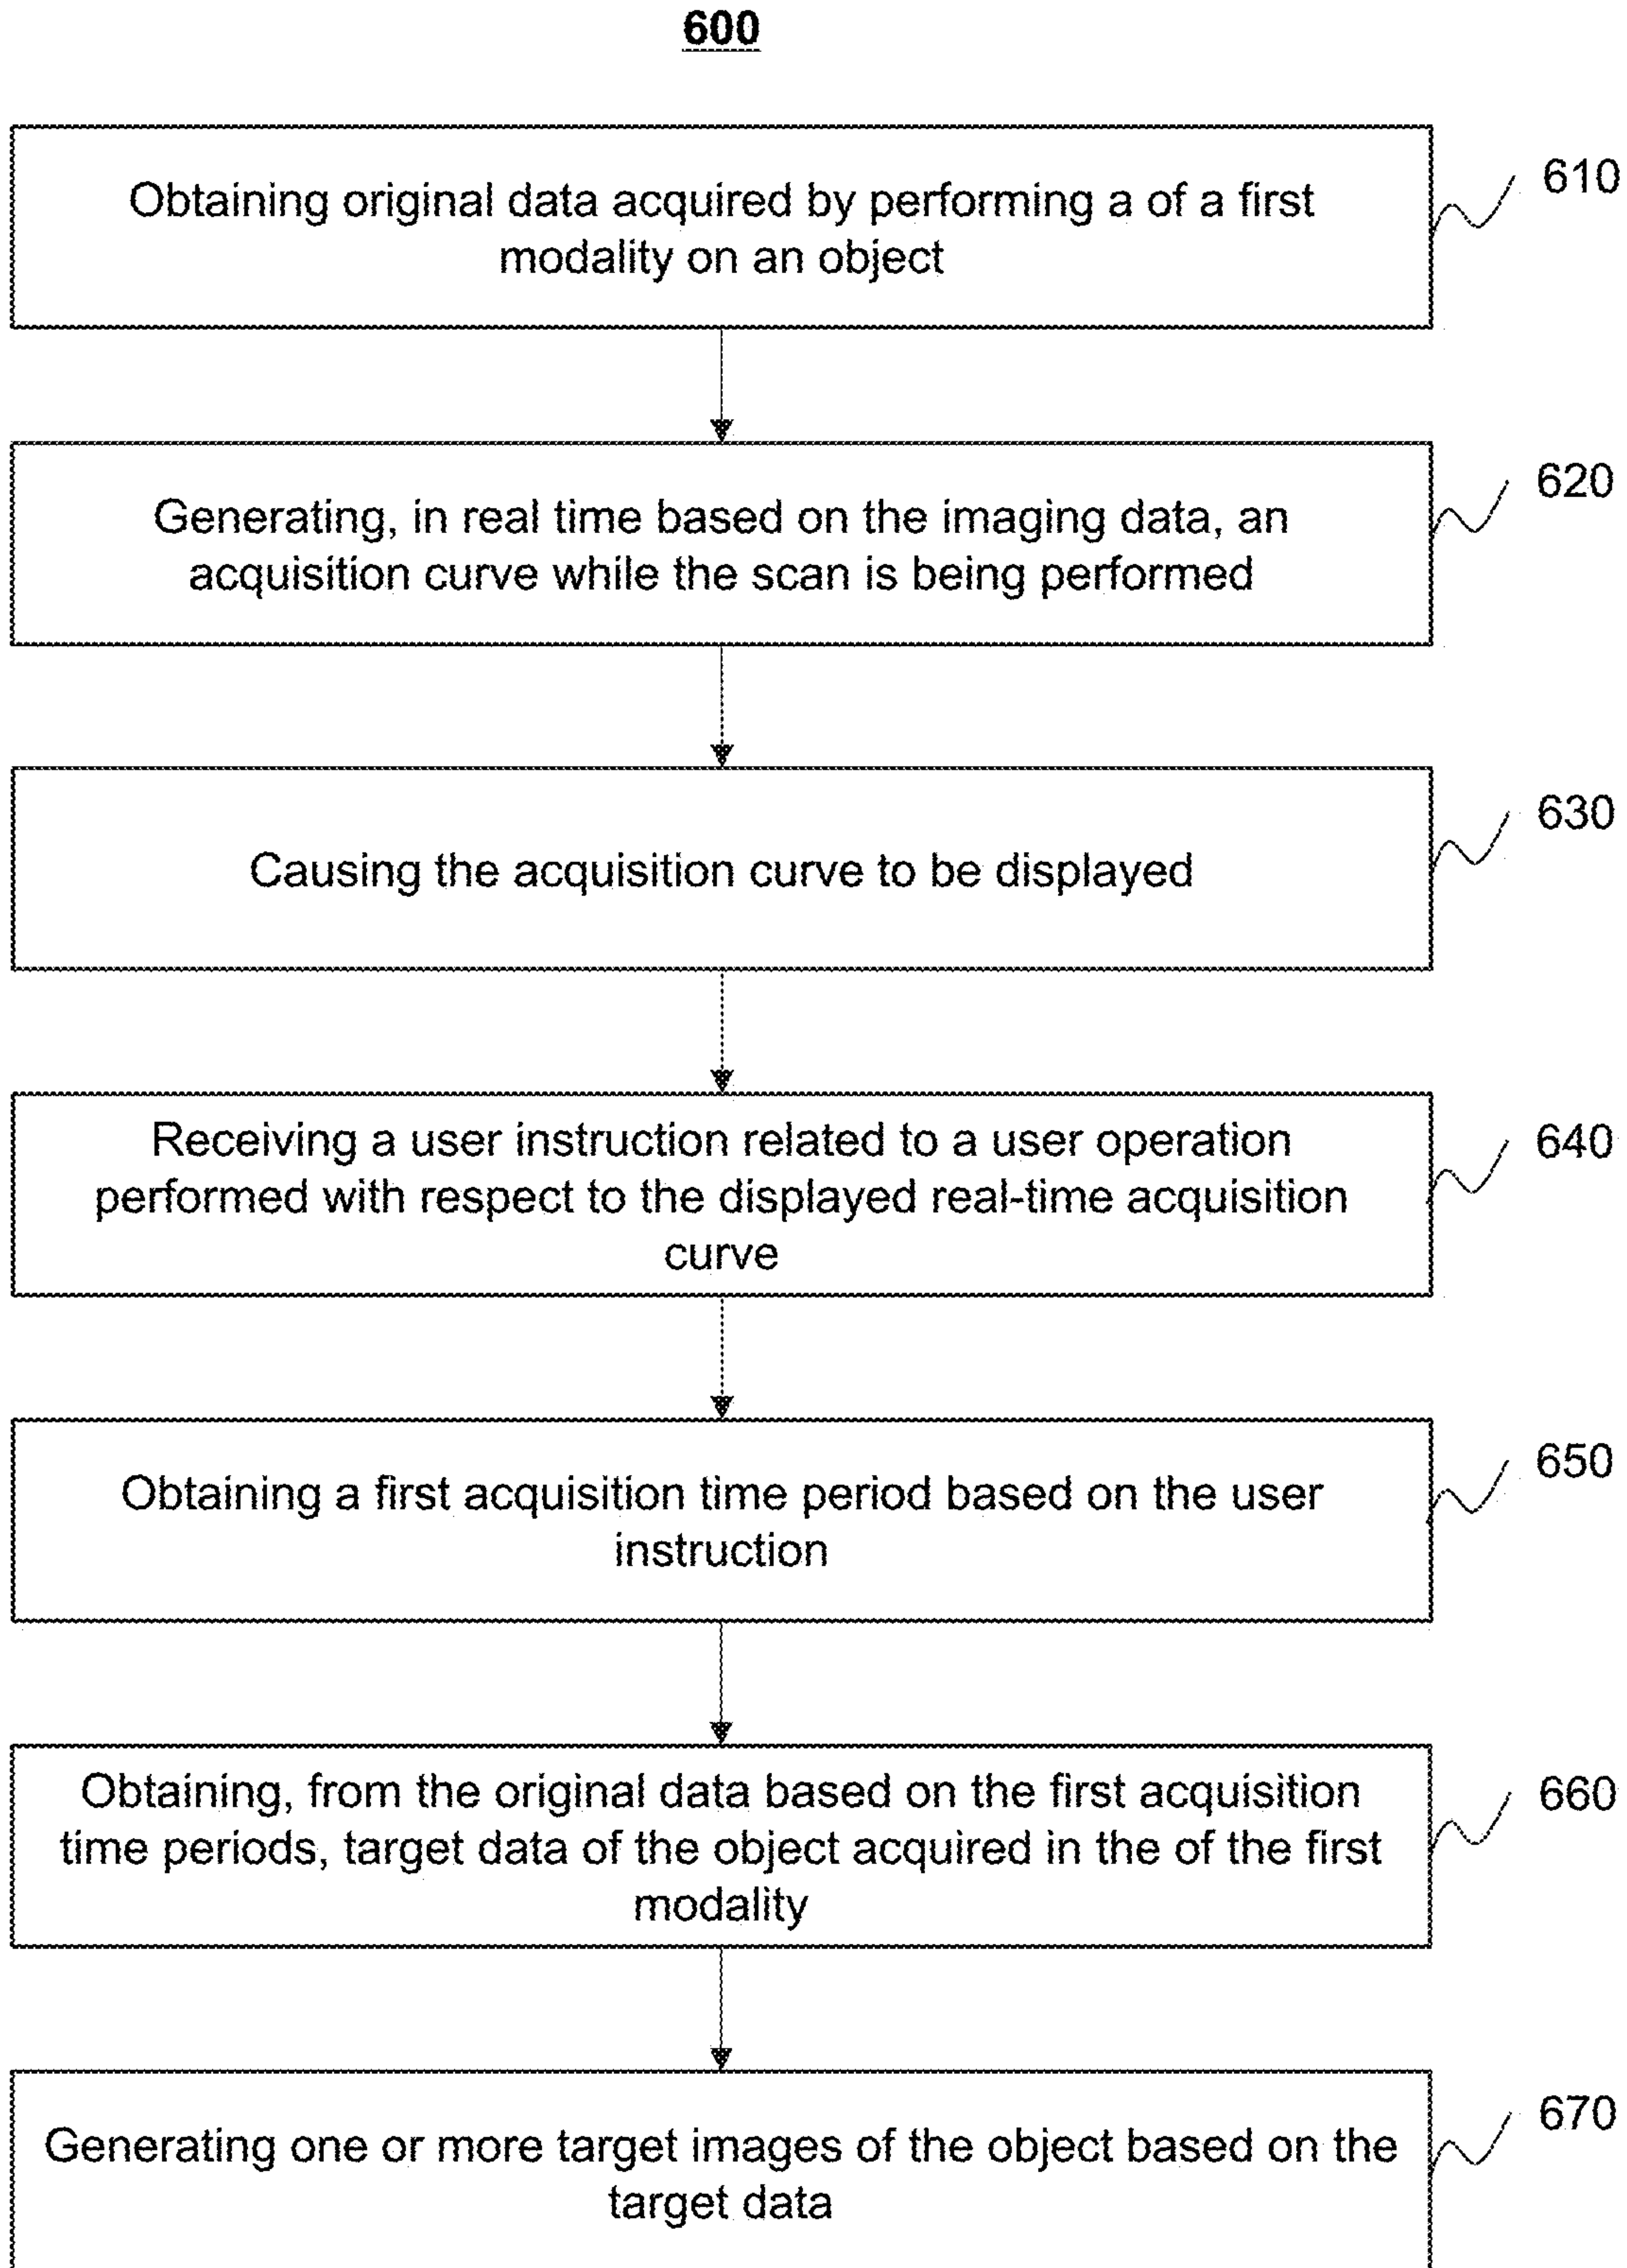 600
Obtaining original data acquired by performing a of a first
modality on an object
610
Generating, in real time based on the imaging data, an
acquisition curve while the scan is being performed
620
Causing the acquisition curve to be displayed
630
Receiving a user instruction related to a user operation
performed with respect to the displayed real-time acquisition
curve
640
Obtaining a first acquisition time period based on the user
instruction
650
Obtaining, from the original data based on the first acquisition
time periods, target data of the object acquired in the of the first
modality
660
Generating one or more target images of the object based on the
target data
670